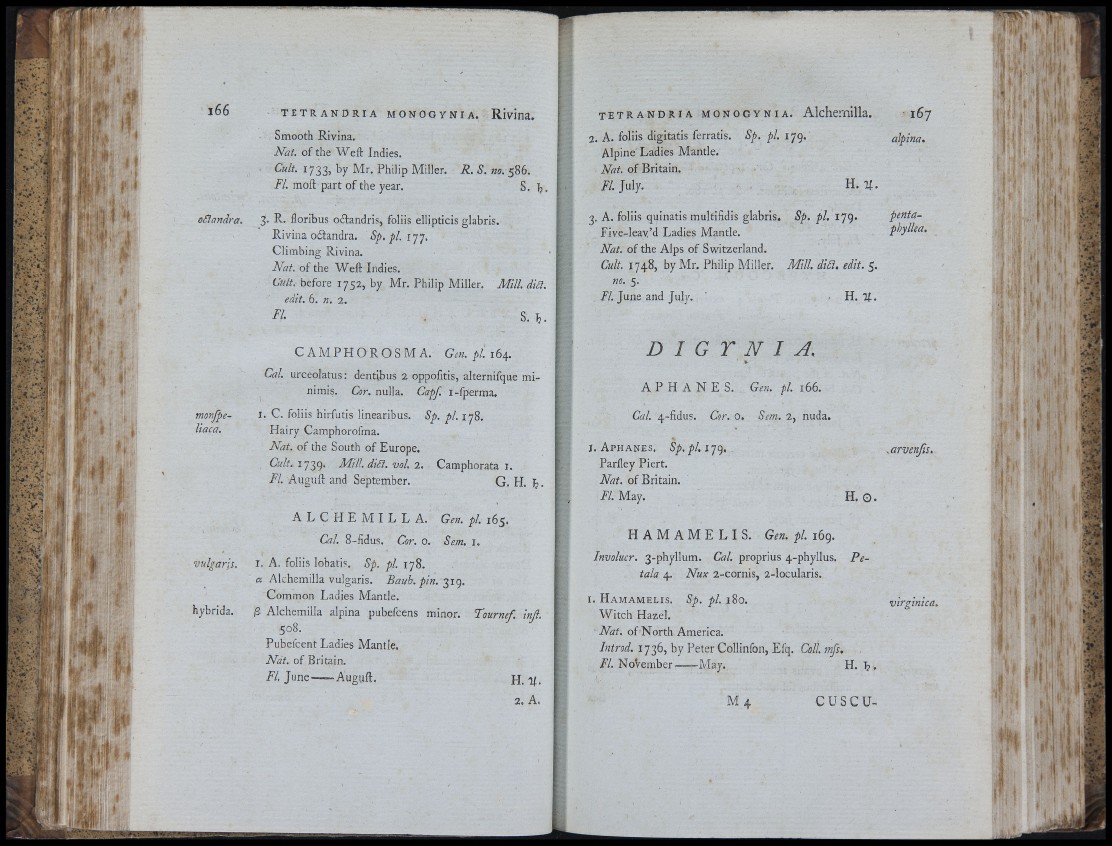 166 TETRANDRIA MONOGYNIA. Rivina.
Smooth Rivina.
Nat. of the Weſt Indies.
Cult. 1733, by Mr. Philip Miller. R. S. no. 586.
Fl. moſt part of the year. S. ♄.
octandra. 3. R. floribus octandris, foliis ellipticis glabris.
Rivina octandra. Sp. pl. 177.
Climbing Rivina.
Nat. of the Weſt Indies.
Cult. before 1752, by Mr. Philip Miller. Mill. dict.
edit. 6. n. 2.
Fl. S. ♄.
CAMPHOROSMA. Gen. pl. 164.
Cal. urceolatus: dentibus 2 oppoſitis, alterniſque mi-
nimis. Cor. nulla. Capſ. 1-ſperma.
monſpe- 1. C. foliis hirſutis linearibus. Sp. pl. 178.
liaca. Hairy Camphoroſma.
Nat. of the South of Europe.
Cult. 1739. Mill. dict. vol. 2. Camphorata 1.
Fl. Auguſt and September. G. H. ♄.
ALCHEMILLA. Gen. pl. 165.
Cal. 8-fidus. Cor. 0. Sem. 1.
vulgaris. 1. A. foliis lobatis. Sp. pl. 178.
α Alchemilla vulgaris. Bauh. pin. 319.
Common Ladies Mantle.
hybrida. β Alchemilla alpina pubeſcens minor. Tournef. inſt.
508.
Pubeſcent Ladies Mantle.
Nat. of Britain.
Fl. June—Auguſt. H. ♃.
2. A.
TETRANDRIA MONOGYNIA. Alchemilla. 167
2. A. foliis digitatis ſerratis. Sp. pl. 179. alpina.
Alpine Ladies Mantle.
Nat. of Britain.
Fl. July. H. ♃.
3. A. foliis quinatis multifidis glabris. Sp. pl. 179. penta-
Five-leav'd Ladies Mantle. phyllea.
Nat. of the Alps of Switzerland.
Cult. 1748, by Mr. Philip Miller. Mill. dict. edit. 5.
no. 5.
Fl. June and July. H. ♃.
DIGYNIA.
APHANES. Gen. pl. 166.
Cal. 4-fidus. Cor. 0. Sem. 2, nuda.
1. APHANES. Sp. pl. 179. arvenſis.
Parſley Piert.
Nat. of Britain.
Fl. May. H. ☉.
HAMAMELIS. Gen. pl. 169.
Involucr. 3-phyllum. Cal. proprius 4-phyllus. Pe-
tala 4. Nux 2-cornis, 2-locularis.
1. HAMAMELIS. Sp. pl. 180. virginica.
Witch Hazel.
Nat. of North America.
Introd. 1736, by Peter Collinſon, Eſq. Coll. mſs.
Fl. November—May. H. ♄.
M 4 CUSCU-